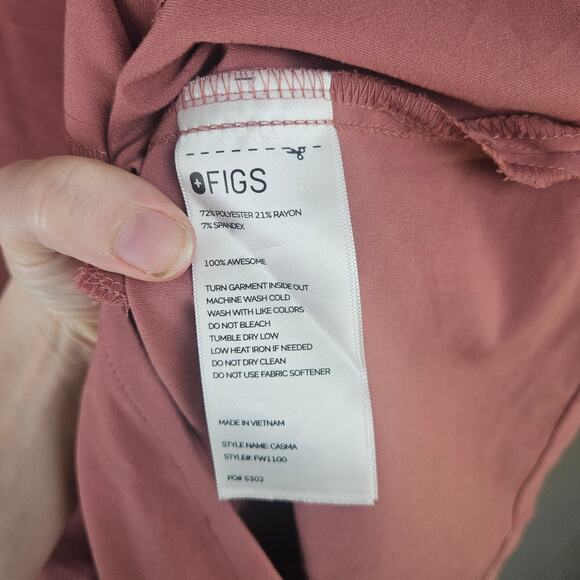 FIGS
72% POLYESTER 21% RAYON
7% SPANDEX
100% AWESOME
TURN GARMENT INSIDE OUT
MACHINE WASH COLD
WASH WITH LIKE COLORS
DO NOT BLEACH
TUMBLE DRY LOW
LOW HEAT IRON IF NEEDED
DO NOT DRY CLEAN
DO NOT USE FABRIC SOFTENER
MADE IN VIETNAM
STYLE NAME: CASMA
STYLE#: FW1100
PO# 5302